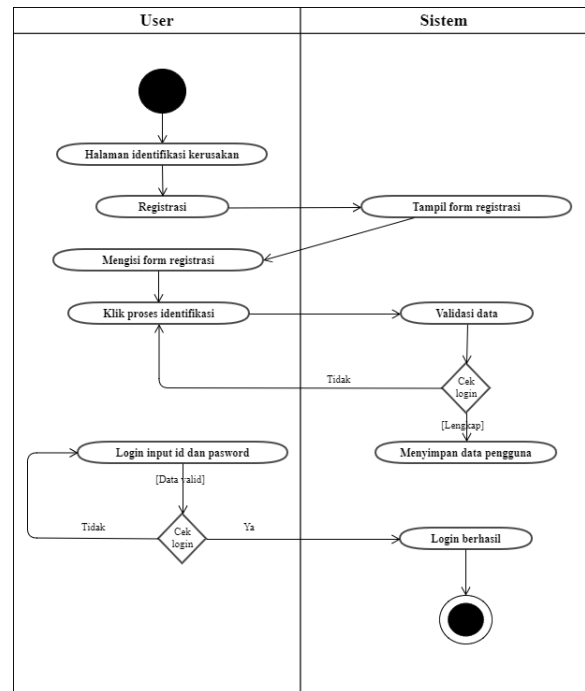 User
Sistem
Halaman identifikasi kerusakan
Registrasi
Tampil form registrasi
Mengisi form registrasi
Klik proses identifikasi
Validasi data
Tidak
Cek
login
[Lengkap]
Login input id dan pasword
Menyimpan data pengguna
[Data valid]
Tidak
Cek
login
Ya
Login berhasil